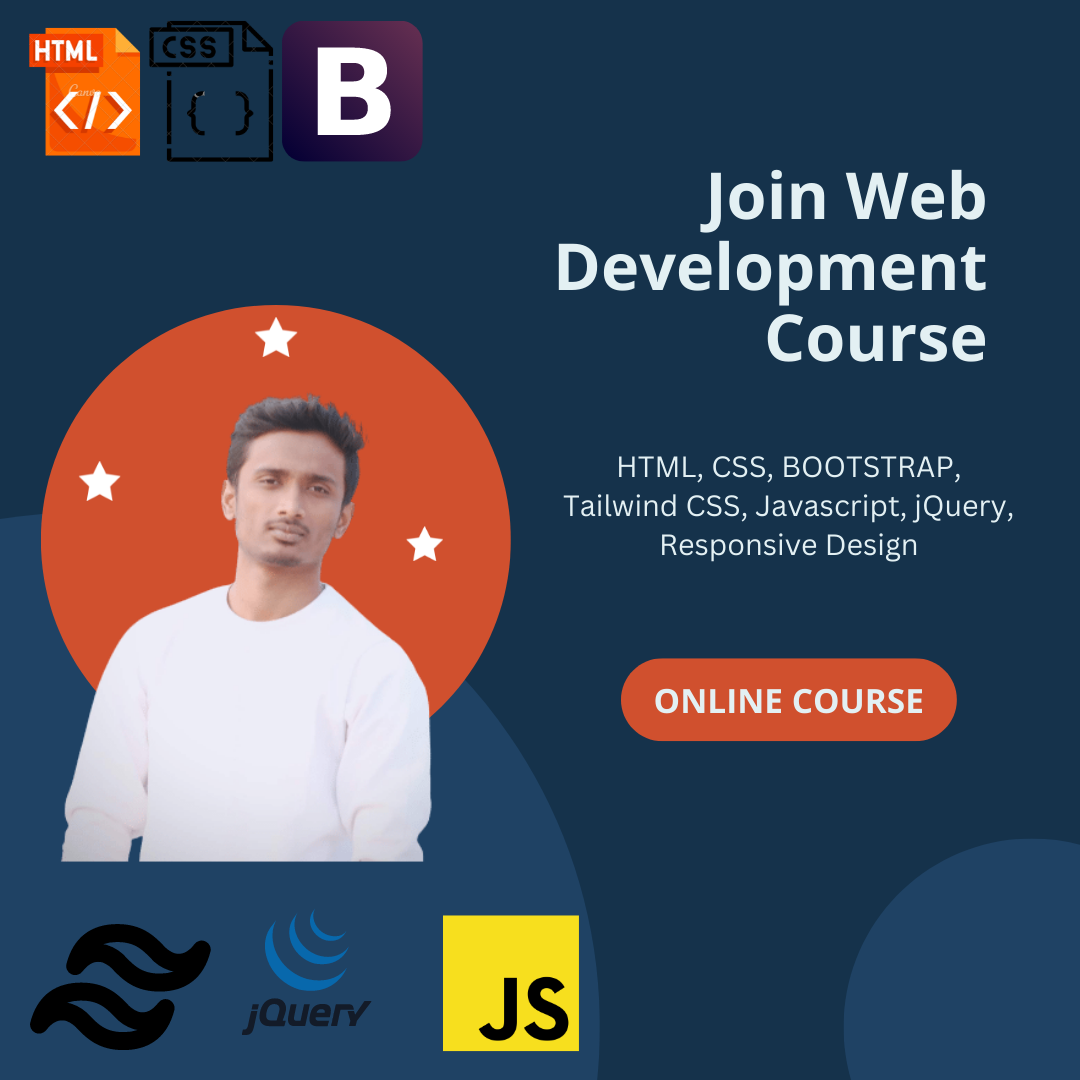 HTML
CSS
B
Canva
</>
{ }
Join Web
Development
Course
HTML, CSS, BOOTSTRAP,
Tailwind CSS, Javascript, jQuery,
Responsive Design
ONLINE COURSE
jQuery
JS